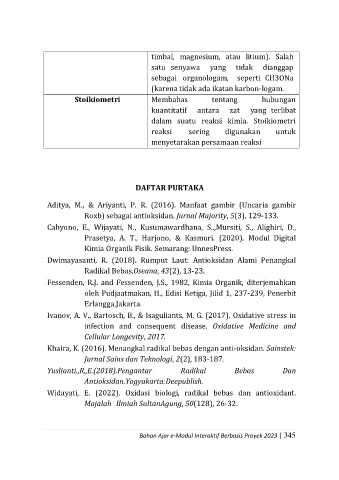 timbal, magnesium, atau litium). Salah
satu senyawa yang tidak dianggap
sebagai organologam, seperti CH3ONa
(karena tidak ada ikatan karbon-logam.
Stoikiometri Membahas tentang hubungan
kuantitatif antara zat yang terlibat
dalam suatu reaksi kimia. Stoikiometri
reaksi sering digunakan untuk
menyetarakan persamaan reaksi
DAFTAR PURTAKA
Aditya, M., & Ariyanti, P. R. (2016). Manfaat gambir (Uncaria gambir
Roxb) sebagai antioksidan. Jurnal Majority, 5(3), 129-133.
Cahyono, E., Wijayati, N., Kusumawardhana, S.,,Mursiti, S., Alighiri, D.,
Prasetya, A. T., Harjono, & Kasmuri. (2020). Modul Digital
Kimia Organik Fisik. Semarang: UnnesPress.
Dwimayasanti, R. (2018). Rumput Laut: Antioksidan Alami Penangkal
Radikal Bebas.Oseana, 43(2), 13-23.
Fessenden, R.J. and Fessenden, J.S., 1982, Kimia Organik, diterjemahkan
oleh Pudjaatmakan, H., Edisi Ketiga, Jilid 1, 237-239, Penerbit
Erlangga,Jakarta.
Ivanov, A. V., Bartosch, B., & Isaguliants, M. G. (2017). Oxidative stress in
infection and consequent disease. Oxidative Medicine and
Cellular Longevity, 2017.
Khaira, K. (2016). Menangkal radikal bebas dengan anti-oksidan. Sainstek:
Jurnal Sains dan Teknologi, 2(2), 183-187.
Yuslianti.,R.,E.(2018).Pengantar Radikal Bebas Dan
Antioksidan.Yogyakarta:Deepublish.
Widayati, E. (2022). Oxidasi biologi, radikal bebas dan antioxidant.
Majalah Ilmiah SultanAgung, 50(128), 26-32.
Bahan Ajar e-Modul Interaktif Berbasis Proyek 2023 | 345